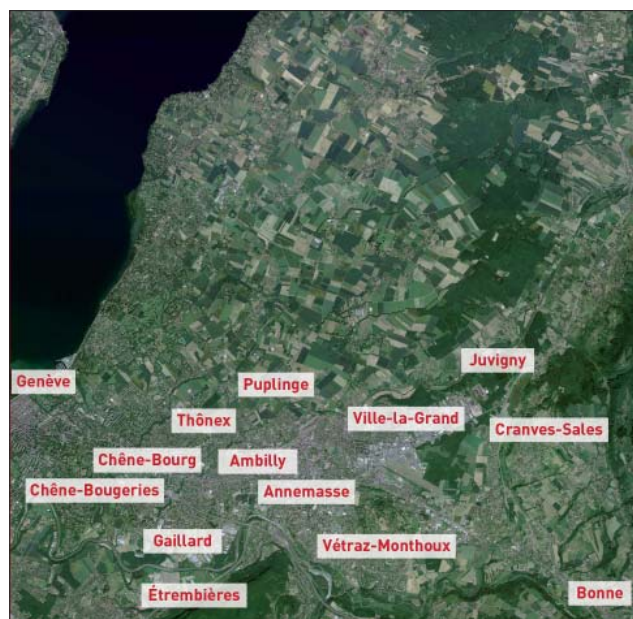 Juvigny
Genève
Puplinge
Thônex
Ville-la-Grand
Cranves-Sales
Chêne-Bourg
Ambilly
Chêne-Bougeries
Annemasse
Gaillard
Vétraz-Monthoux
Étrembières
Bonne